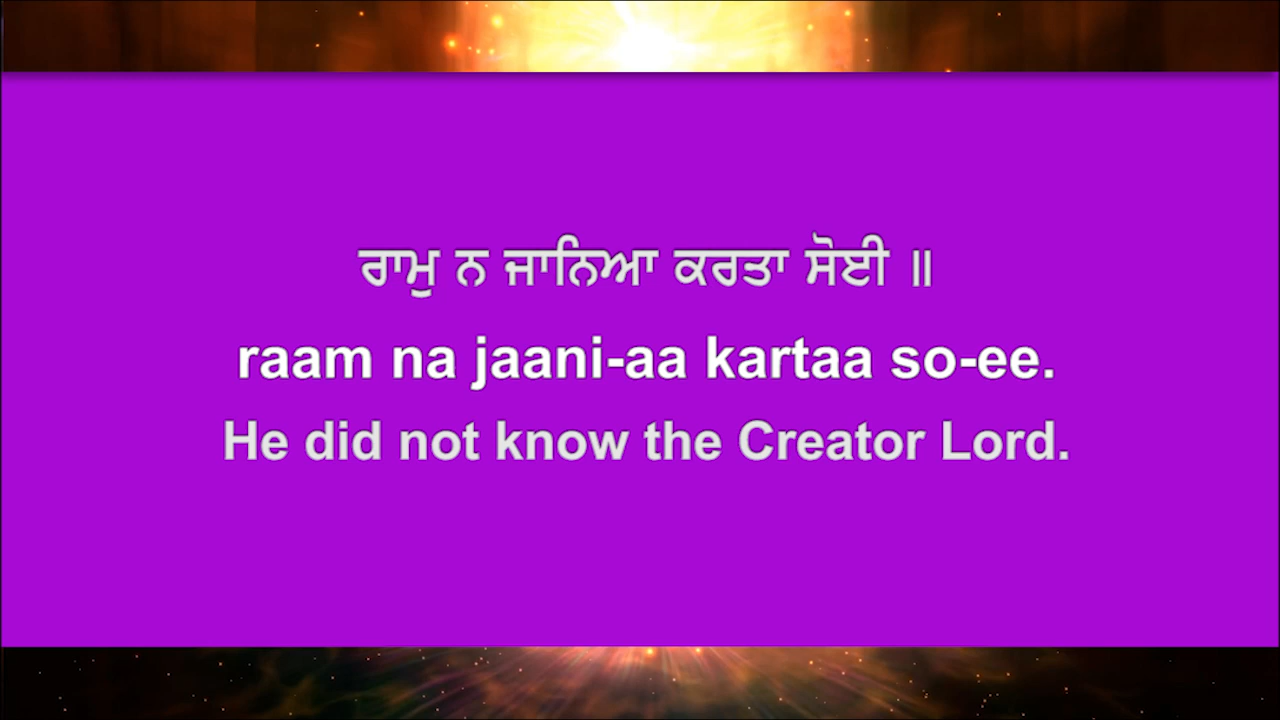 ਰਾਮੁ ਨ ਜਾਨਿਆ ਕਰਤਾ ਸੋਈ ॥
raam na jaani-aa kartaa so-ee.
He did not know the Creator Lord.